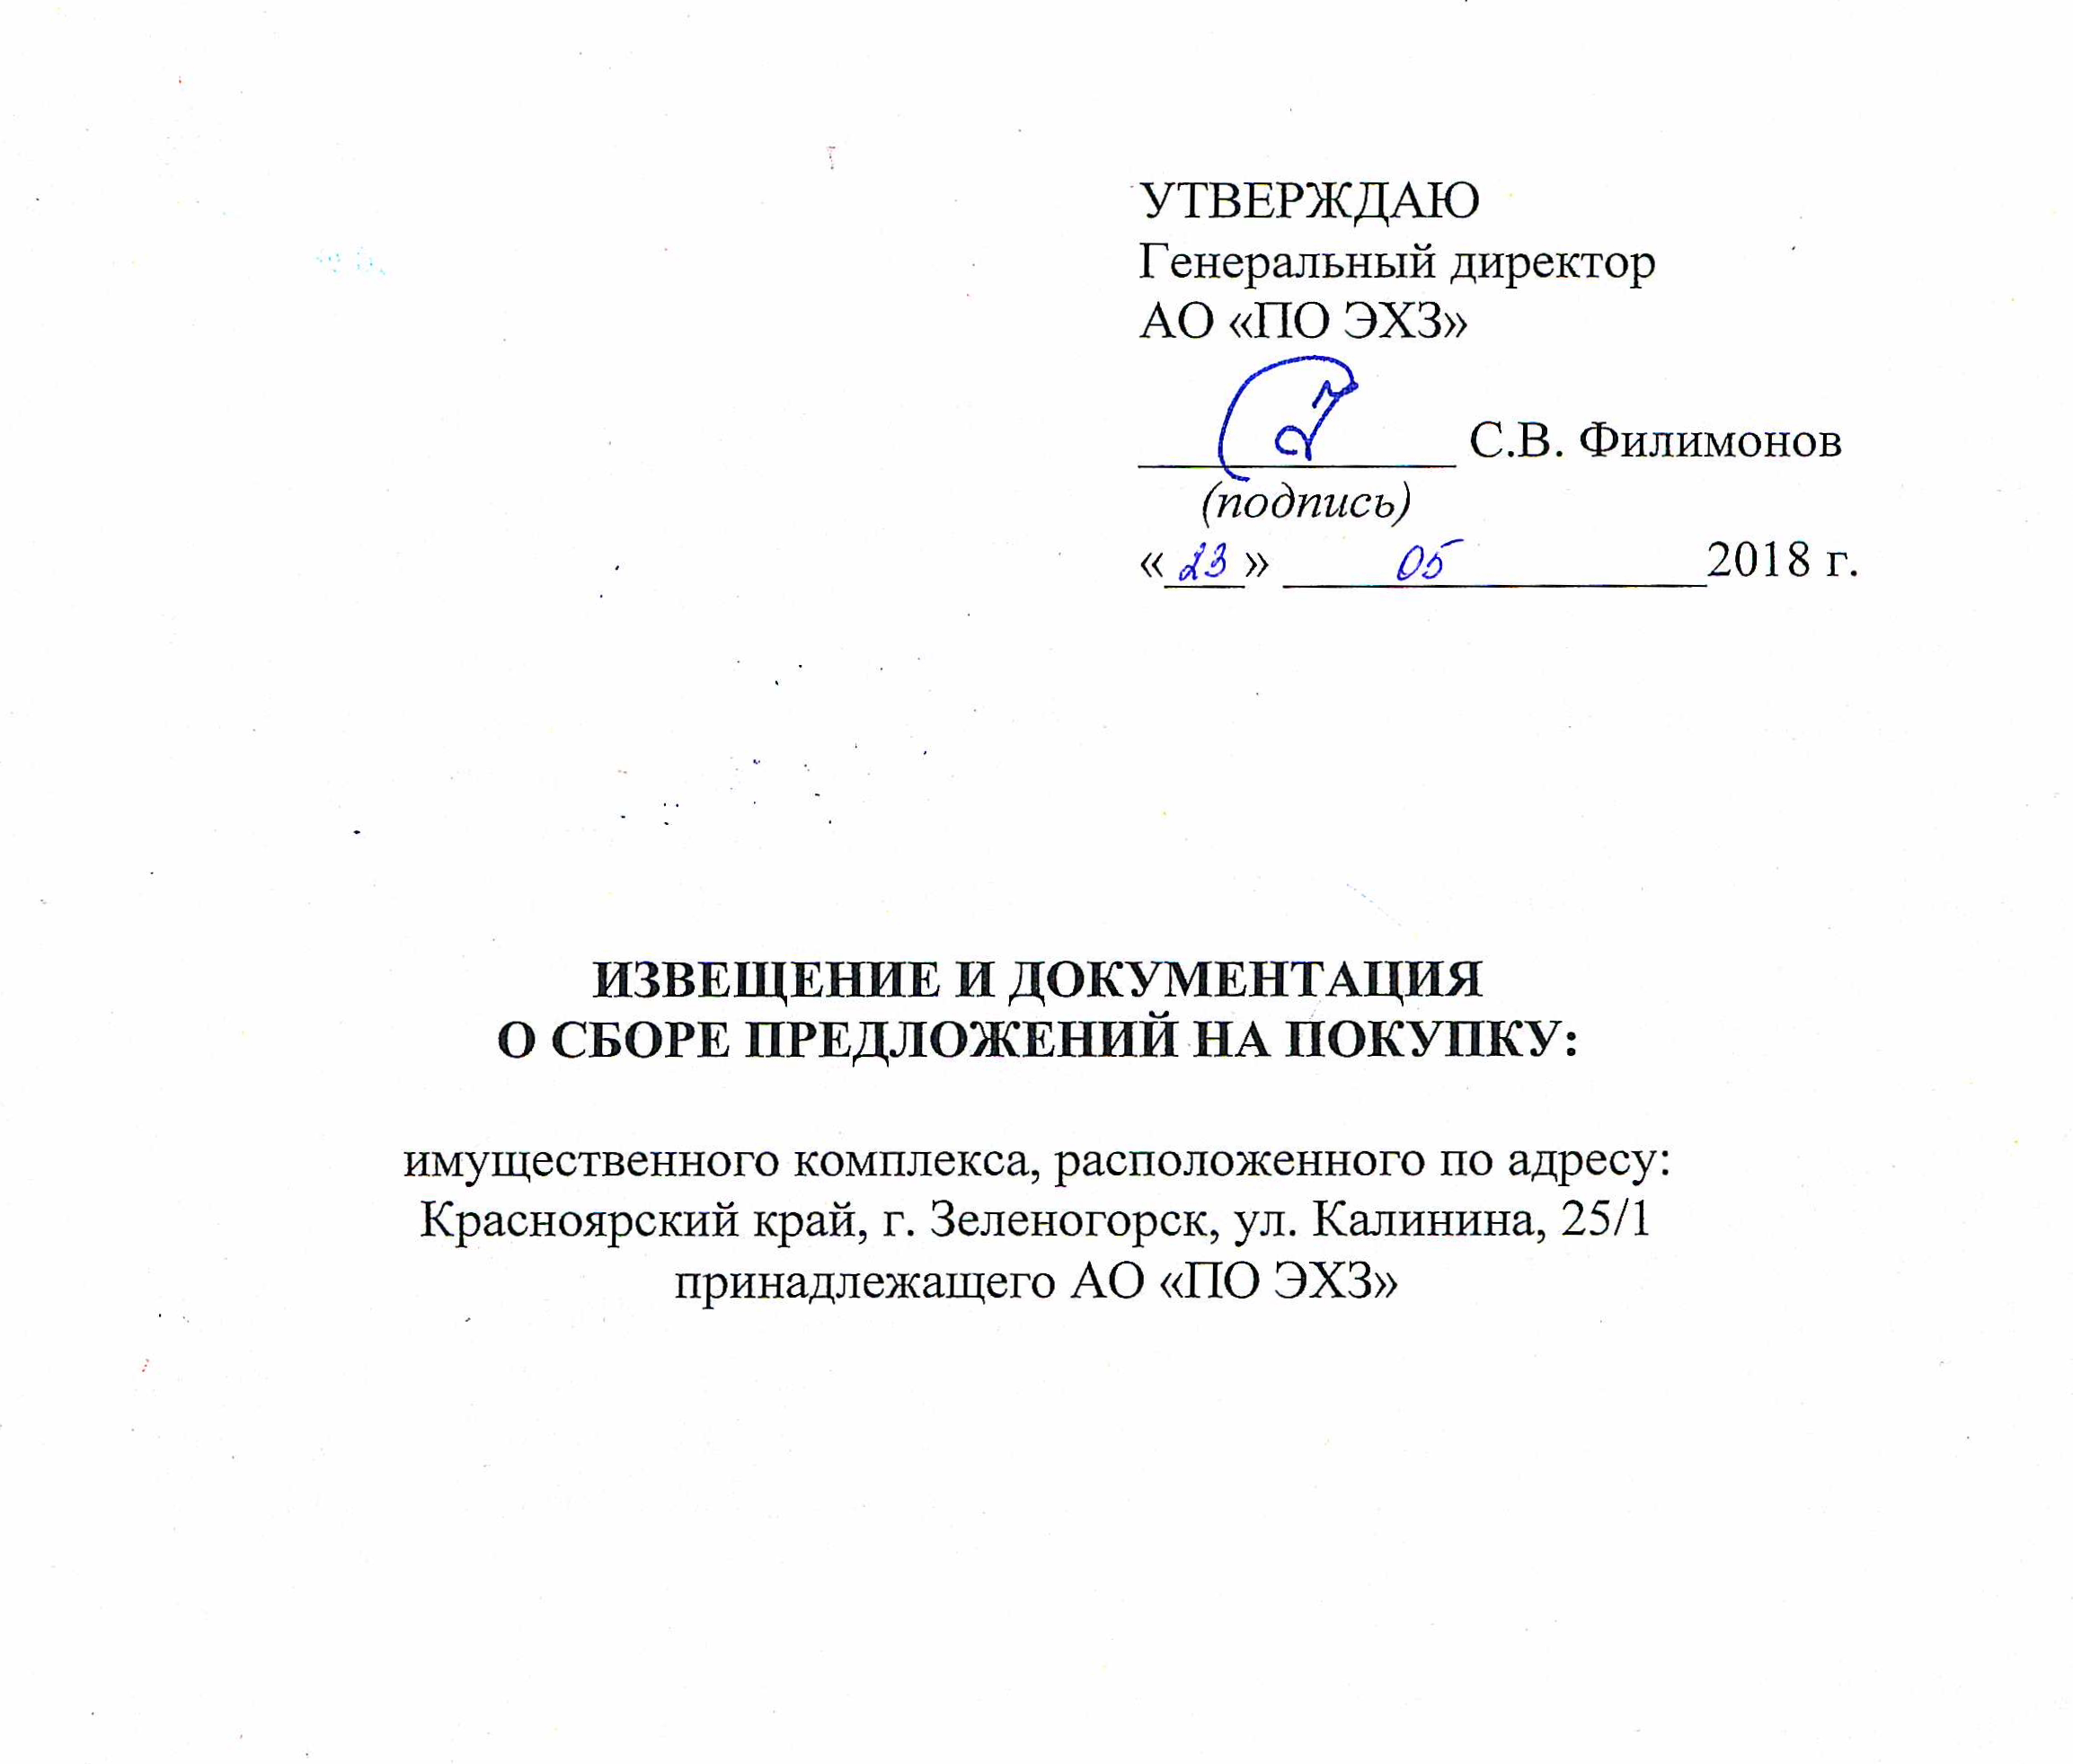 УТВЕРЖДАЮ
Генеральный директор
АО «ПО ЭХЗ»
____________ С.В. Филимонов
(подпись)
«23» 05 2018 г.
ИЗВЕЩЕНИЕ И ДОКУМЕНТАЦИЯ
О СБОРЕ ПРЕДЛОЖЕНИЙ НА ПОКУПКУ:
имущественного комплекса, расположенного по адресу:
Красноярский край, г. Зеленогорск, ул. Калинина, 25/1
принадлежащего АО «ПО ЭХЗ»